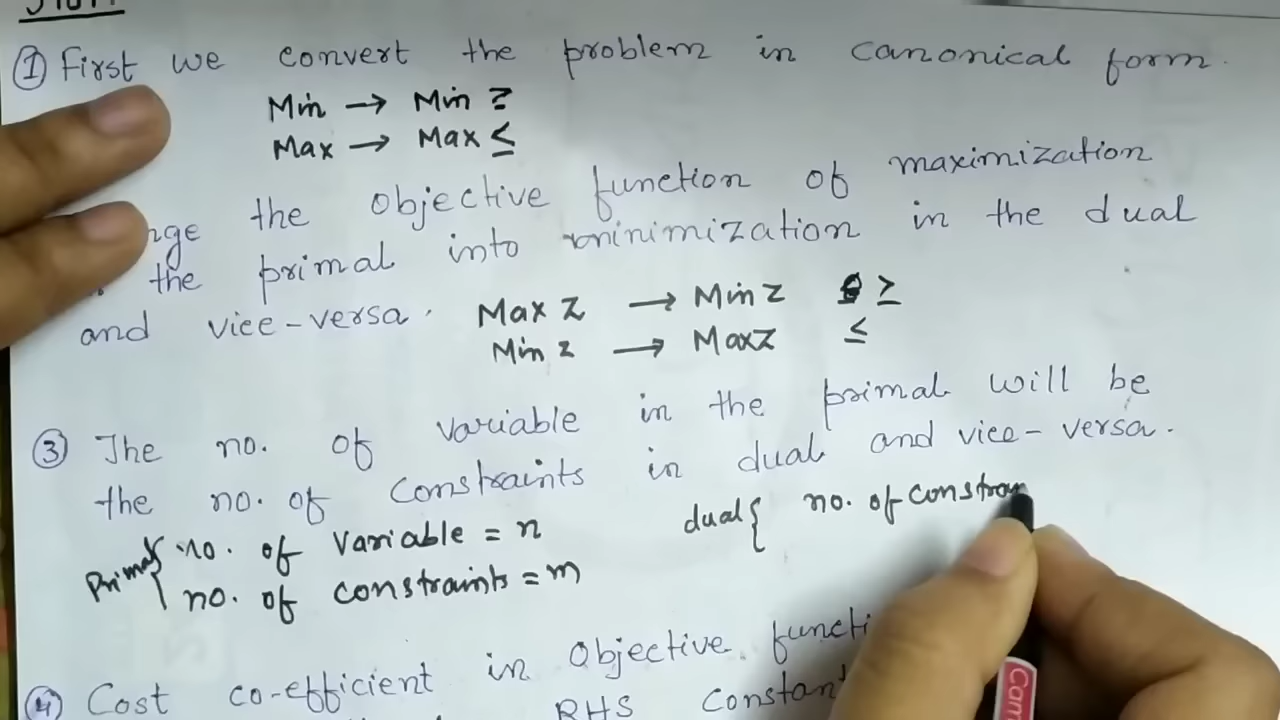 ① First we convert the problem in canonical form.
Min → Min ≥
Max → Max ≤
the objective function of maximization
the primal into minimization in the dual
and vice-versa.
Max Z → Min Z ≥
Min z → Max Z ≤
③ The no. of variable in the primal will be
the no. of constraints in dual and vice-versa.
Primal { no. of variable = n
no. of constraints = m
dual { no. of constrain
④ Cost co-efficient in objective functi
RHS constant